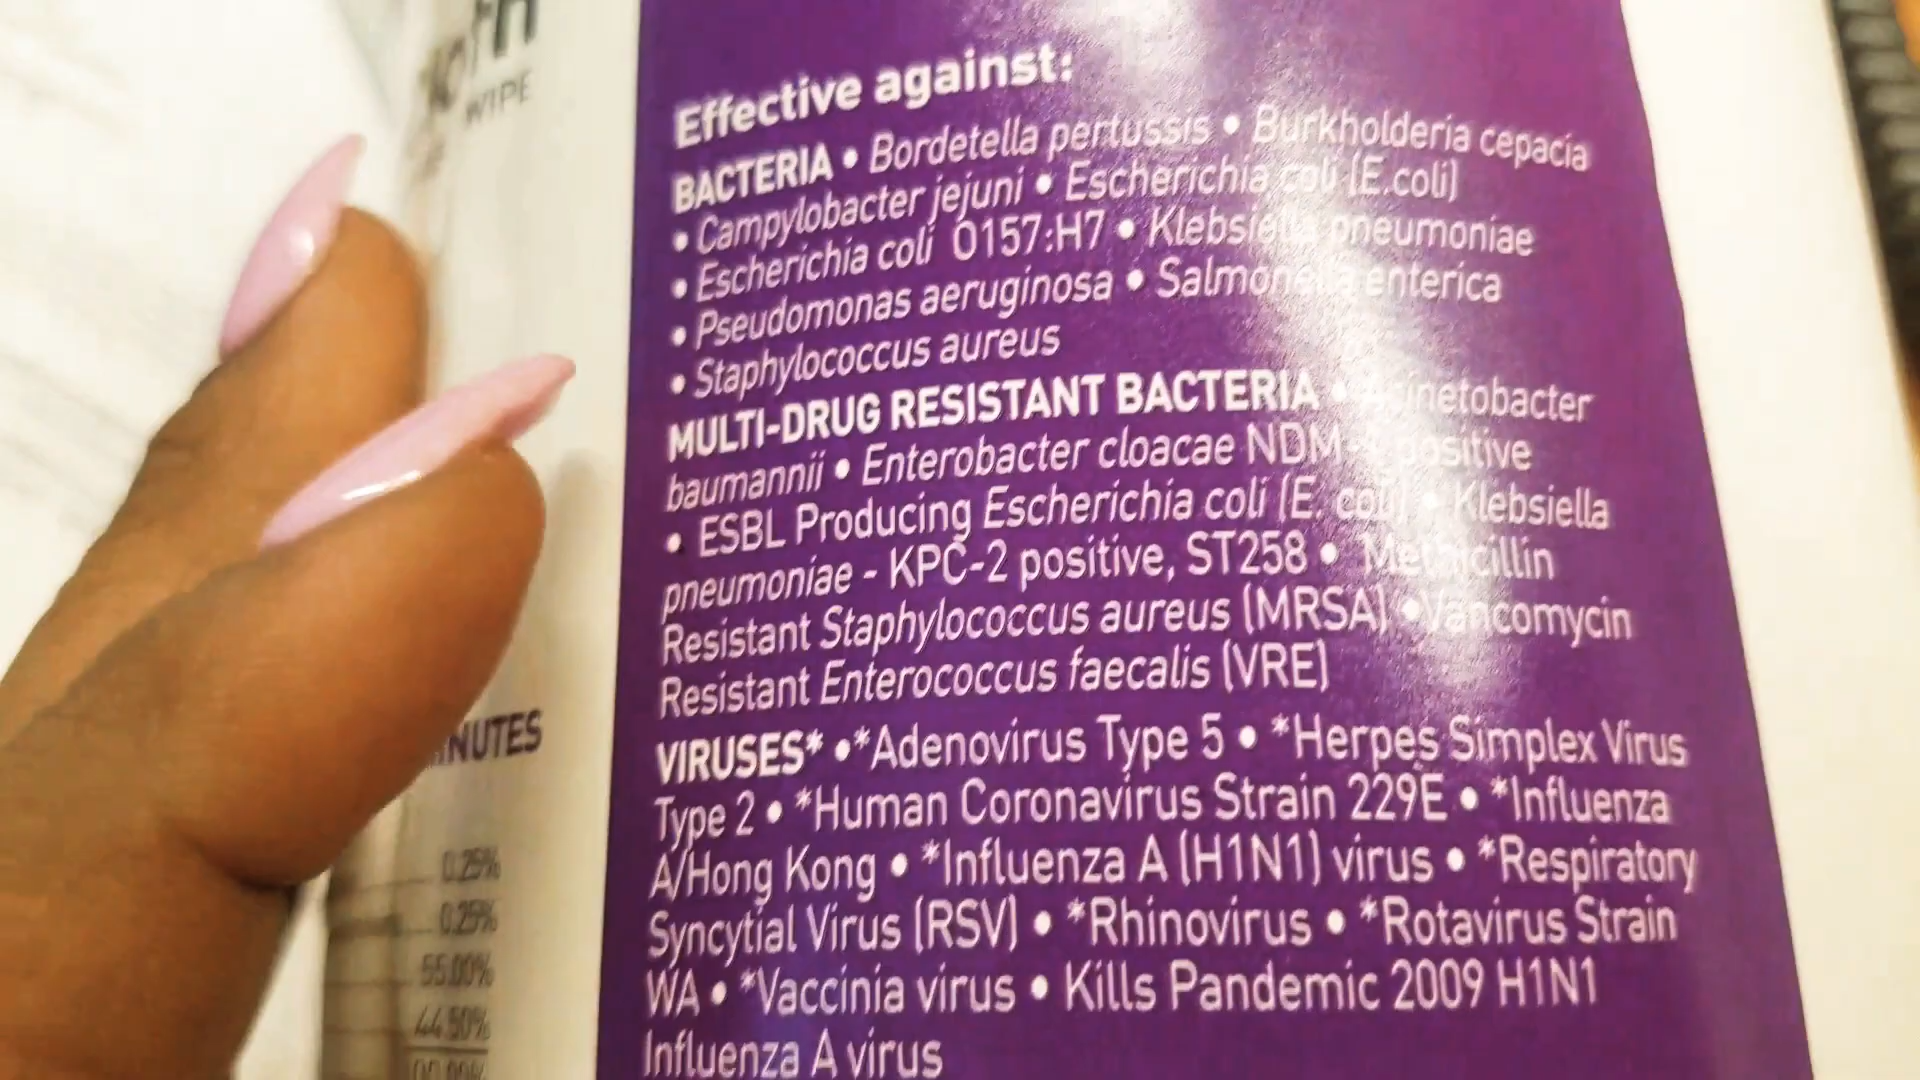 WIPE
NUTES
0.25%
0.25%
55.00%
44.50%
Effective against:
BACTERIA • Bordetella pertussis • Burkholderia cepacia
• Campylobacter jejuni • Escherichia coli (E.coli)
• Escherichia coli O157:H7 • Klebsiella pneumoniae
• Pseudomonas aeruginosa • Salmonella enterica
• Staphylococcus aureus
MULTI-DRUG RESISTANT BACTERIA • Acinetobacter
baumannii • Enterobacter cloacae NDM- positive
• ESBL Producing Escherichia coli (E. coli) • Klebsiella
pneumoniae - KPC-2 positive, ST258 • Methicillin
Resistant Staphylococcus aureus (MRSA) • Vancomycin
Resistant Enterococcus faecalis (VRE)
VIRUSES* •*Adenovirus Type 5 • *Herpes Simplex Virus
Type 2 • *Human Coronavirus Strain 229E • *Influenza
A/Hong Kong • *Influenza A (H1N1) virus • *Respiratory
Syncytial Virus (RSV) • *Rhinovirus • *Rotavirus Strain
WA • *Vaccinia virus • Kills Pandemic 2009 H1N1
Influenza A virus